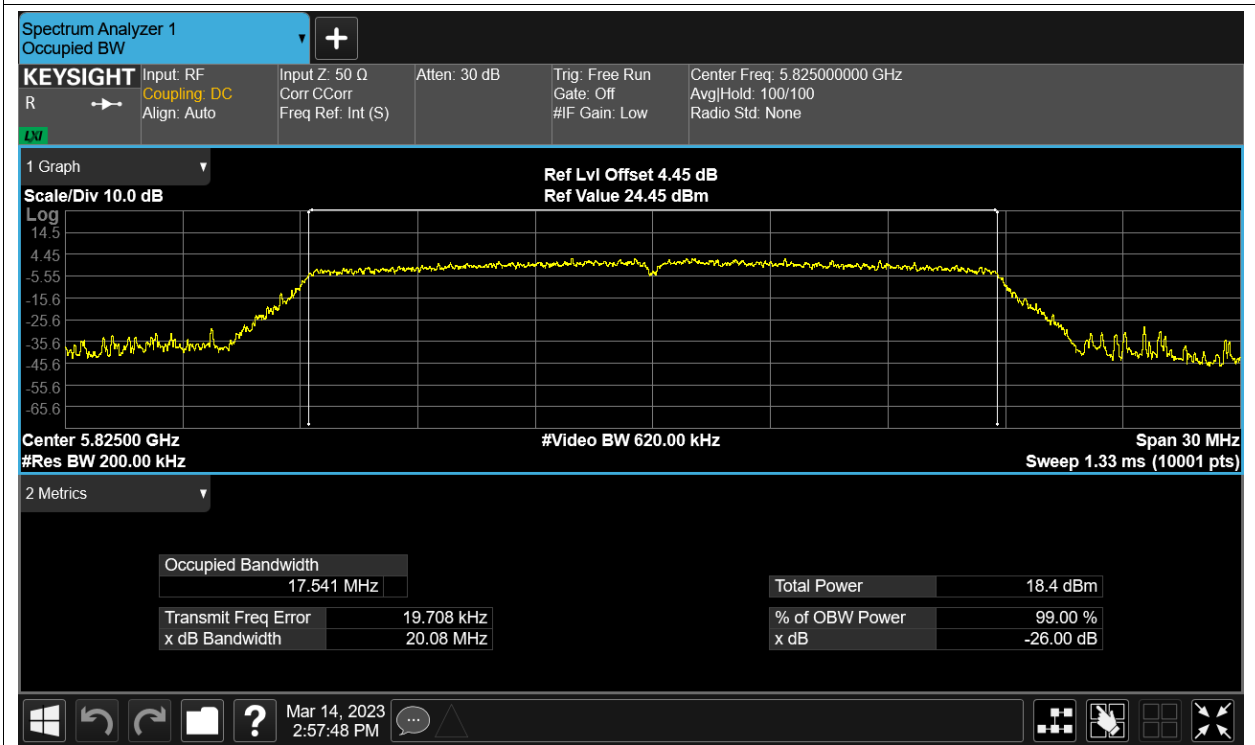 Spectrum Analyzer 1
Occupied BW
KEYSIGHT
R
LXI
Input: RF
Coupling: DC
Align: Auto
Input Z: 50 Ω
Corr CCorr
Freq Ref: Int (S)
Atten: 30 dB
Trig: Free Run
Gate: Off
#IF Gain: Low
Center Freq: 5.825000000 GHz
Avg|Hold: 100/100
Radio Std: None
1 Graph
Scale/Div 10.0 dB
Ref Lvl Offset 4.45 dB
Ref Value 24.45 dBm
Log
14.5
4.45
-5.55
-15.6
-25.6
-35.6
-45.6
-55.6
-65.6
Center 5.82500 GHz
#Video BW 620.00 kHz
Span 30 MHz
#Res BW 200.00 kHz
Sweep 1.33 ms (10001 pts)
2 Metrics
Occupied Bandwidth
17.541 MHz
Total Power 18.4 dBm
Transmit Freq Error 19.708 kHz
% of OBW Power 99.00 %
x dB Bandwidth 20.08 MHz
x dB -26.00 dB
?
Mar 14, 2023
2:57:48 PM